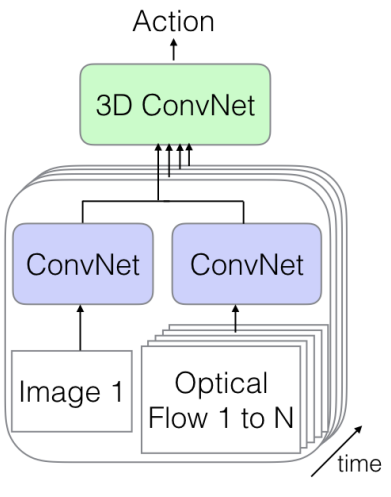 Action
3D ConvNet
ConvNet
ConvNet
Image 1
Optical
Flow 1 to N
time